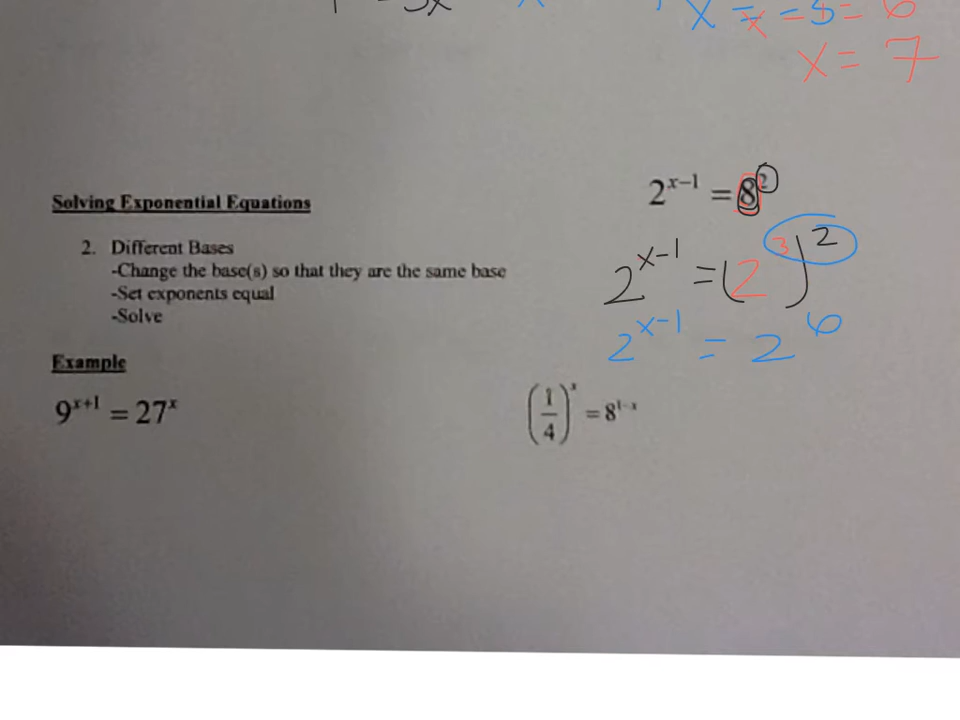 x = 7
2^{x-1} = 8^2
Solving Exponential Equations
2. Different Bases
-Change the base(s) so that they are the same base
-Set exponents equal
-Solve
2^{x-1} = (2^3)^2
2^{x-1} = 2^6
Example
9^{x+1} = 27^x
(1/4)^x = 8^{1-x}